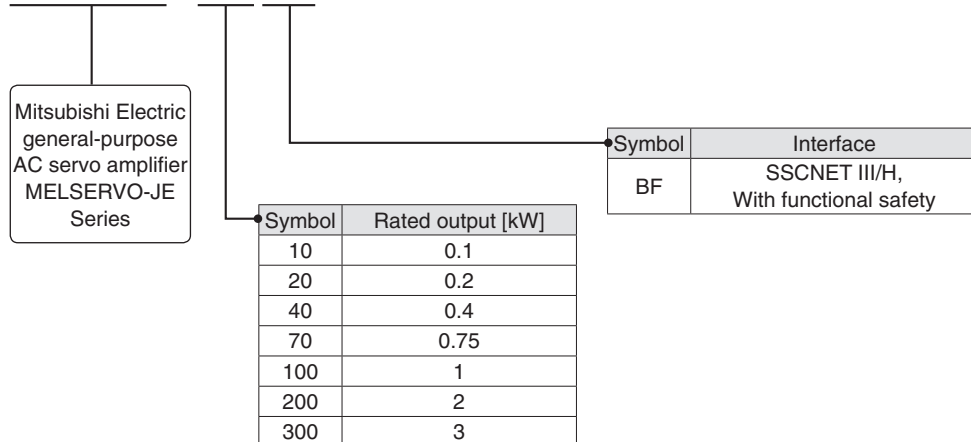 Mitsubishi Electric
general-purpose
AC servo amplifier
MELSERVO-JE
Series
Symbol Interface
BF SSCNET III/H,
With functional safety
Symbol Rated output [kW]
10 0.1
20 0.2
40 0.4
70 0.75
100 1
200 2
300 3